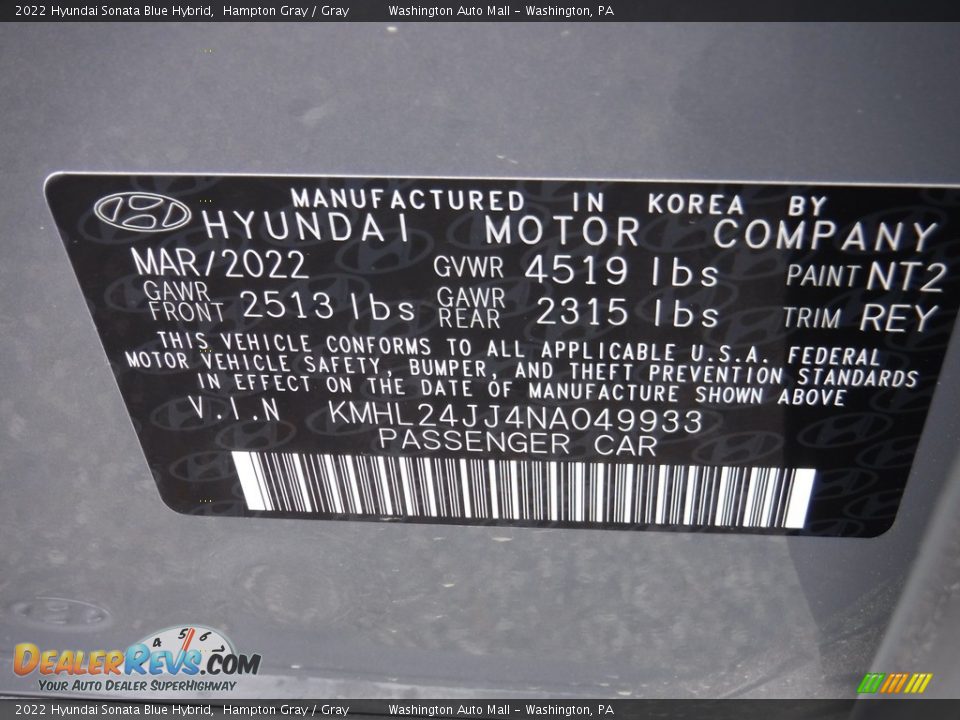 2022 Hyundai Sonata Blue Hybrid, Hampton Gray / Gray Washington Auto Mall - Washington, PA
MANUFACTURED IN KOREA BY
HYUNDAI MOTOR COMPANY
MAR/2022 GVWR 4519 lbs PAINT NT2
GAWR FRONT 2513 lbs GAWR REAR 2315 lbs TRIM REY
THIS VEHICLE CONFORMS TO ALL APPLICABLE U.S.A. FEDERAL
MOTOR VEHICLE SAFETY, BUMPER, AND THEFT PREVENTION STANDARDS
IN EFFECT ON THE DATE OF MANUFACTURE SHOWN ABOVE
V.I.N KMHL24JJ4NA049933
PASSENGER CAR
4 5 6
DEALERREVS.COM
YOUR AUTO DEALER SUPERHIGHWAY
2022 Hyundai Sonata Blue Hybrid, Hampton Gray / Gray Washington Auto Mall - Washington, PA